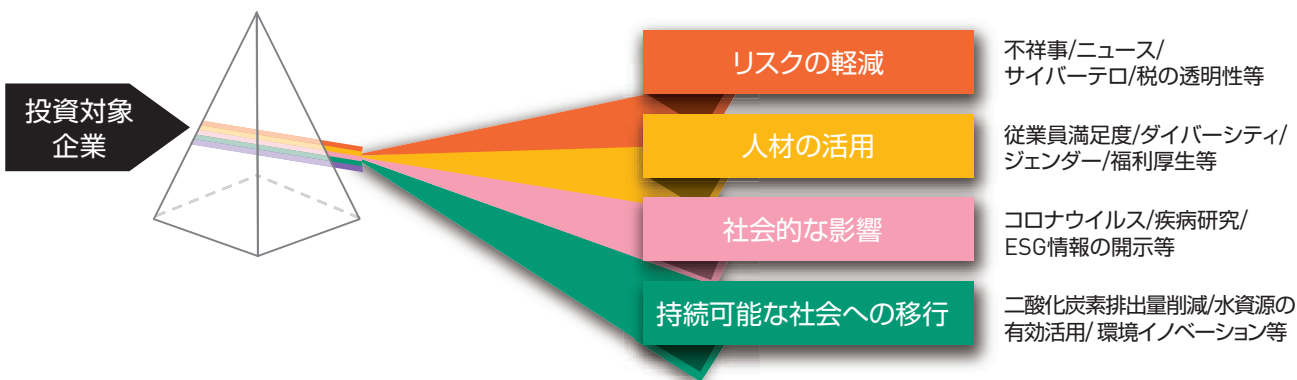 投資対象
企業
リスクの軽減
不祥事/ニュース/
サイバーテロ/税の透明性等
人材の活用
従業員満足度/ダイバーシティ/
ジェンダー/福利厚生等
社会的な影響
コロナウイルス/疾病研究/
ESG情報の開示等
持続可能な社会への移行
二酸化炭素排出量削減/水資源の
有効活用/環境イノベーション等